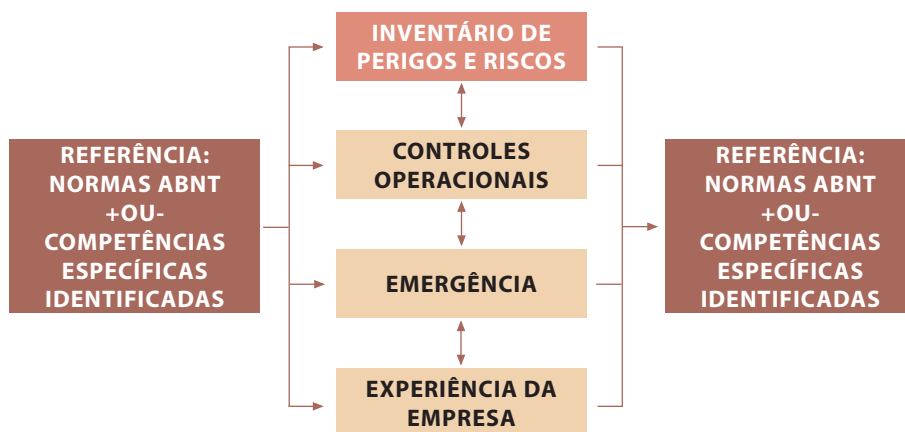 REFERÊNCIA:
NORMAS ABNT
+OU-
COMPETÊNCIAS
ESPECÍFICAS
IDENTIFICADAS
INVENTÁRIO DE
PERIGOS E RISCOS
CONTROLES
OPERACIONAIS
EMERGÊNCIA
EXPERIÊNCIA DA
EMPRESA
REFERÊNCIA:
NORMAS ABNT
+OU-
COMPETÊNCIAS
ESPECÍFICAS
IDENTIFICADAS